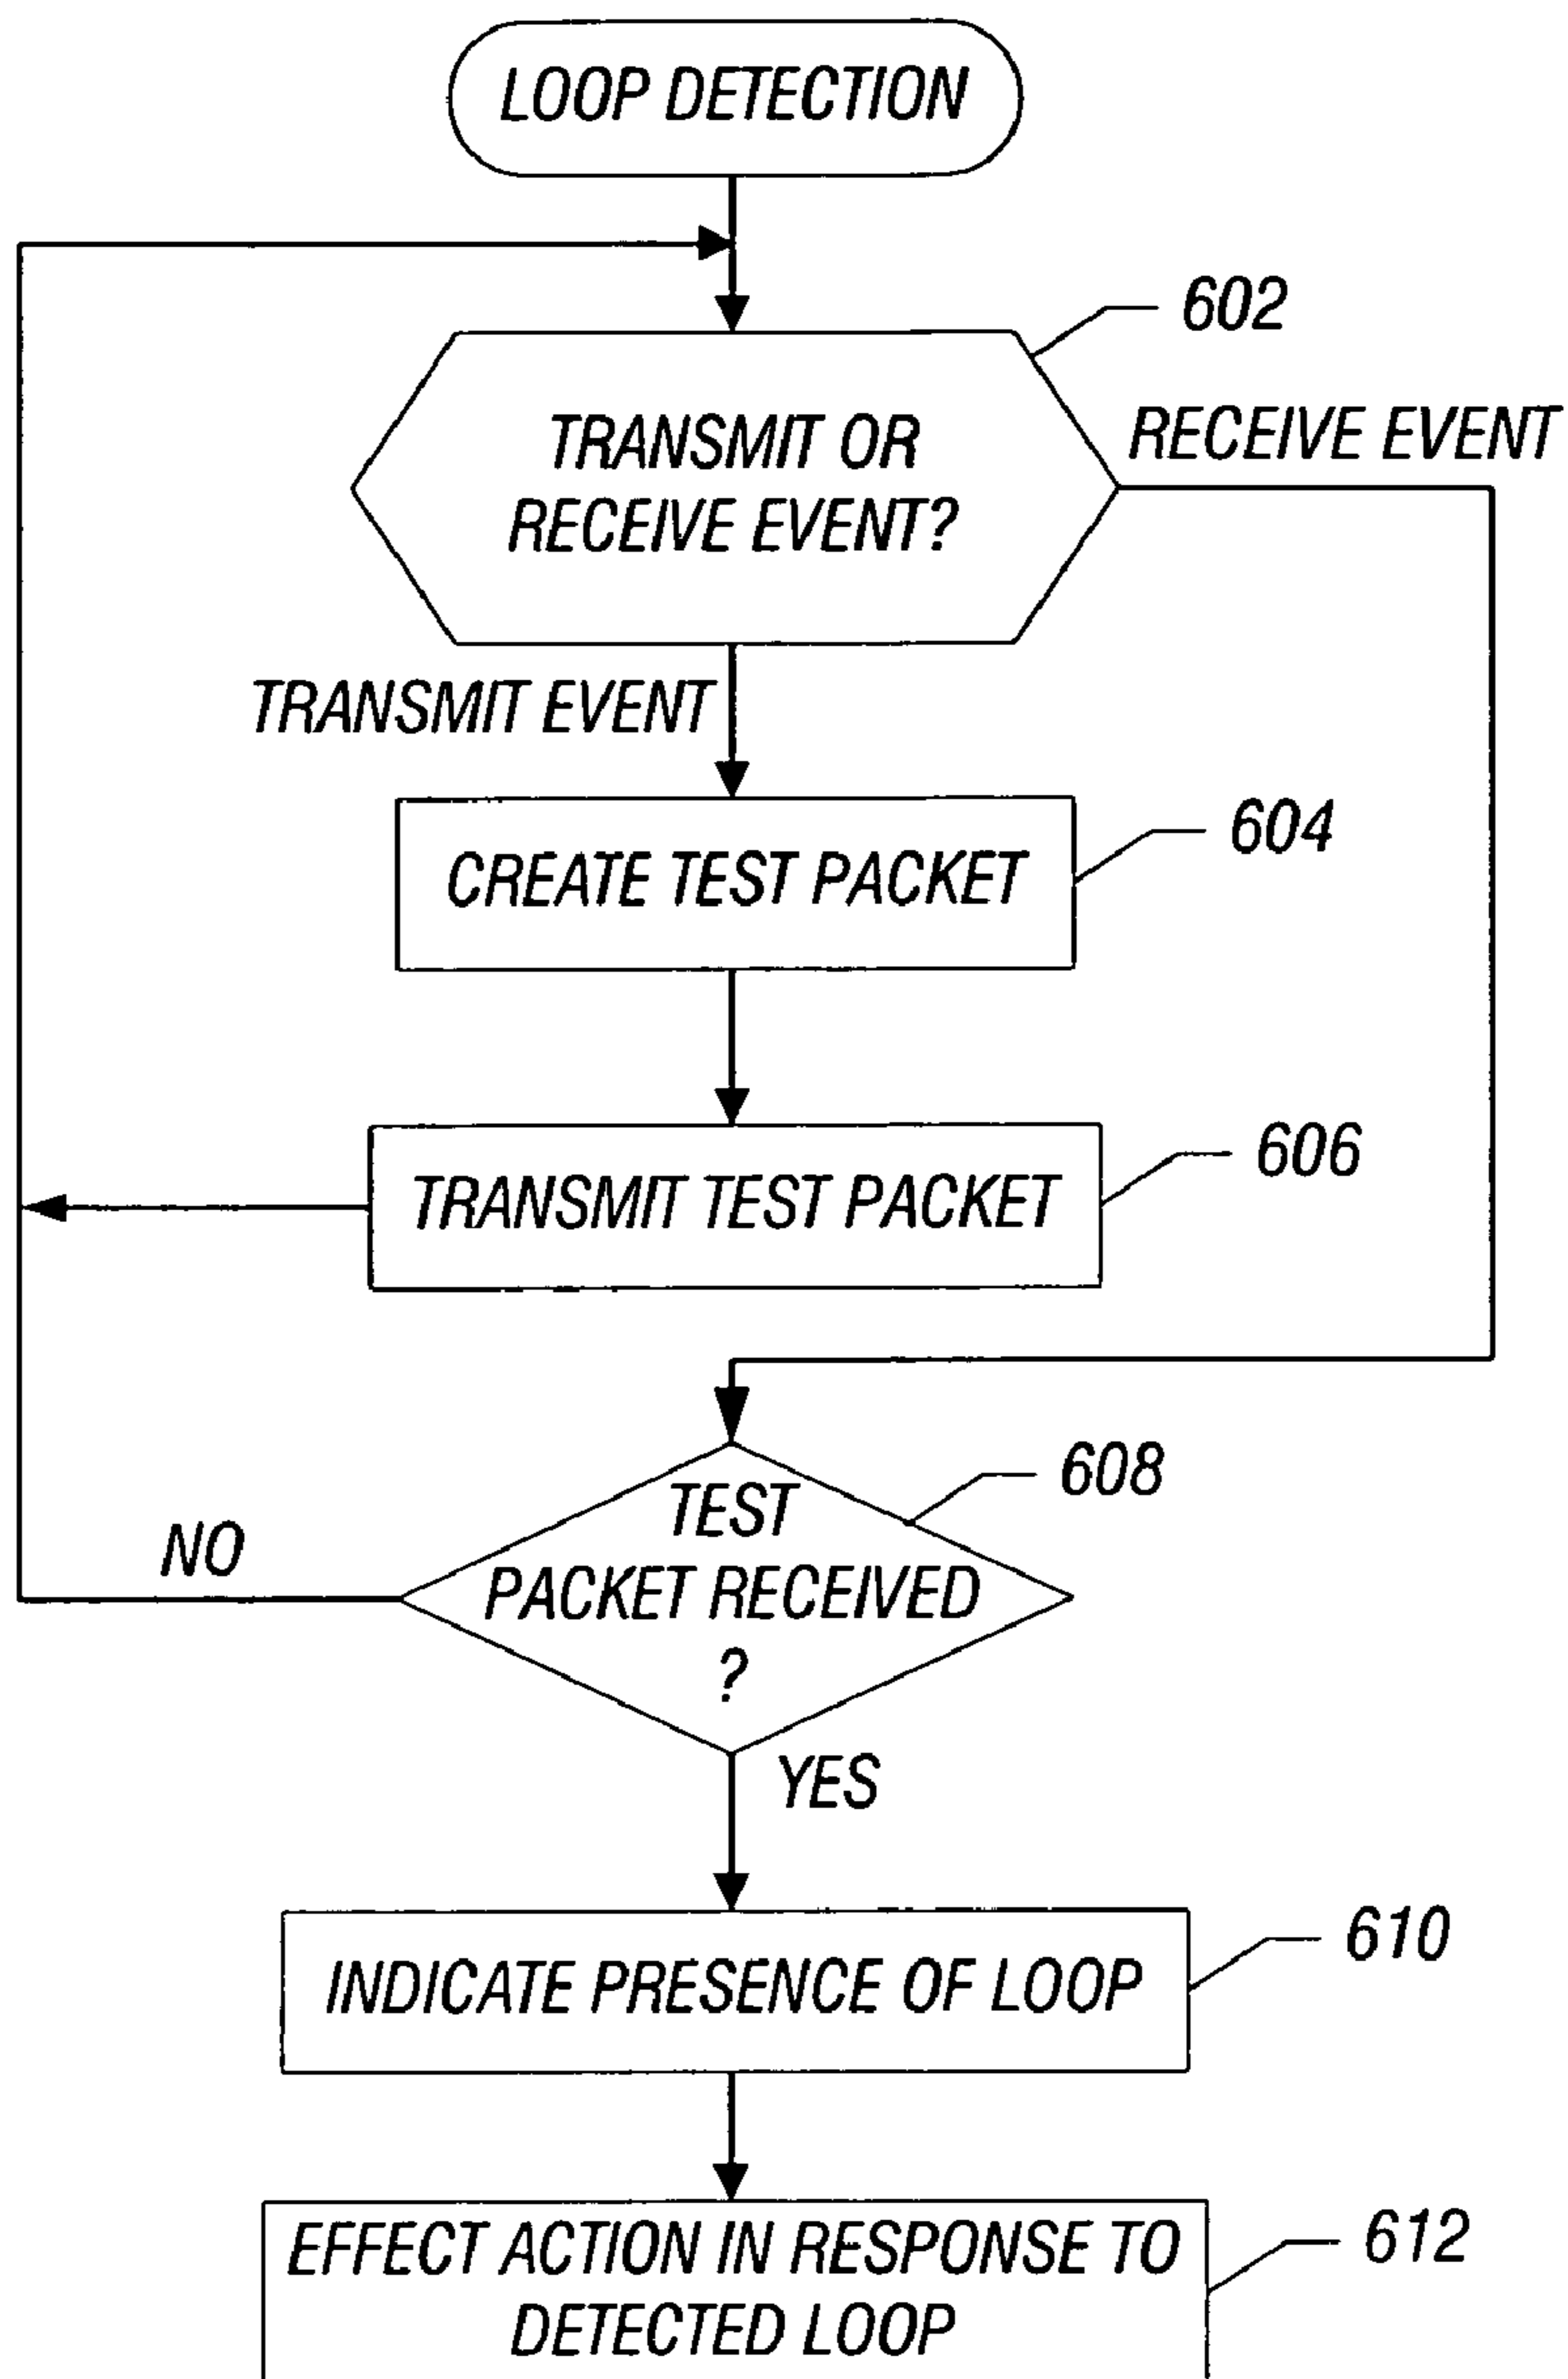 LOOP DETECTION
602
TRANSMIT OR
RECEIVE EVENT?
RECEIVE EVENT
TRANSMIT EVENT
604
CREATE TEST PACKET
606
TRANSMIT TEST PACKET
608
TEST
PACKET RECEIVED
?
NO
YES
610
INDICATE PRESENCE OF LOOP
612
EFFECT ACTION IN RESPONSE TO
DETECTED LOOP